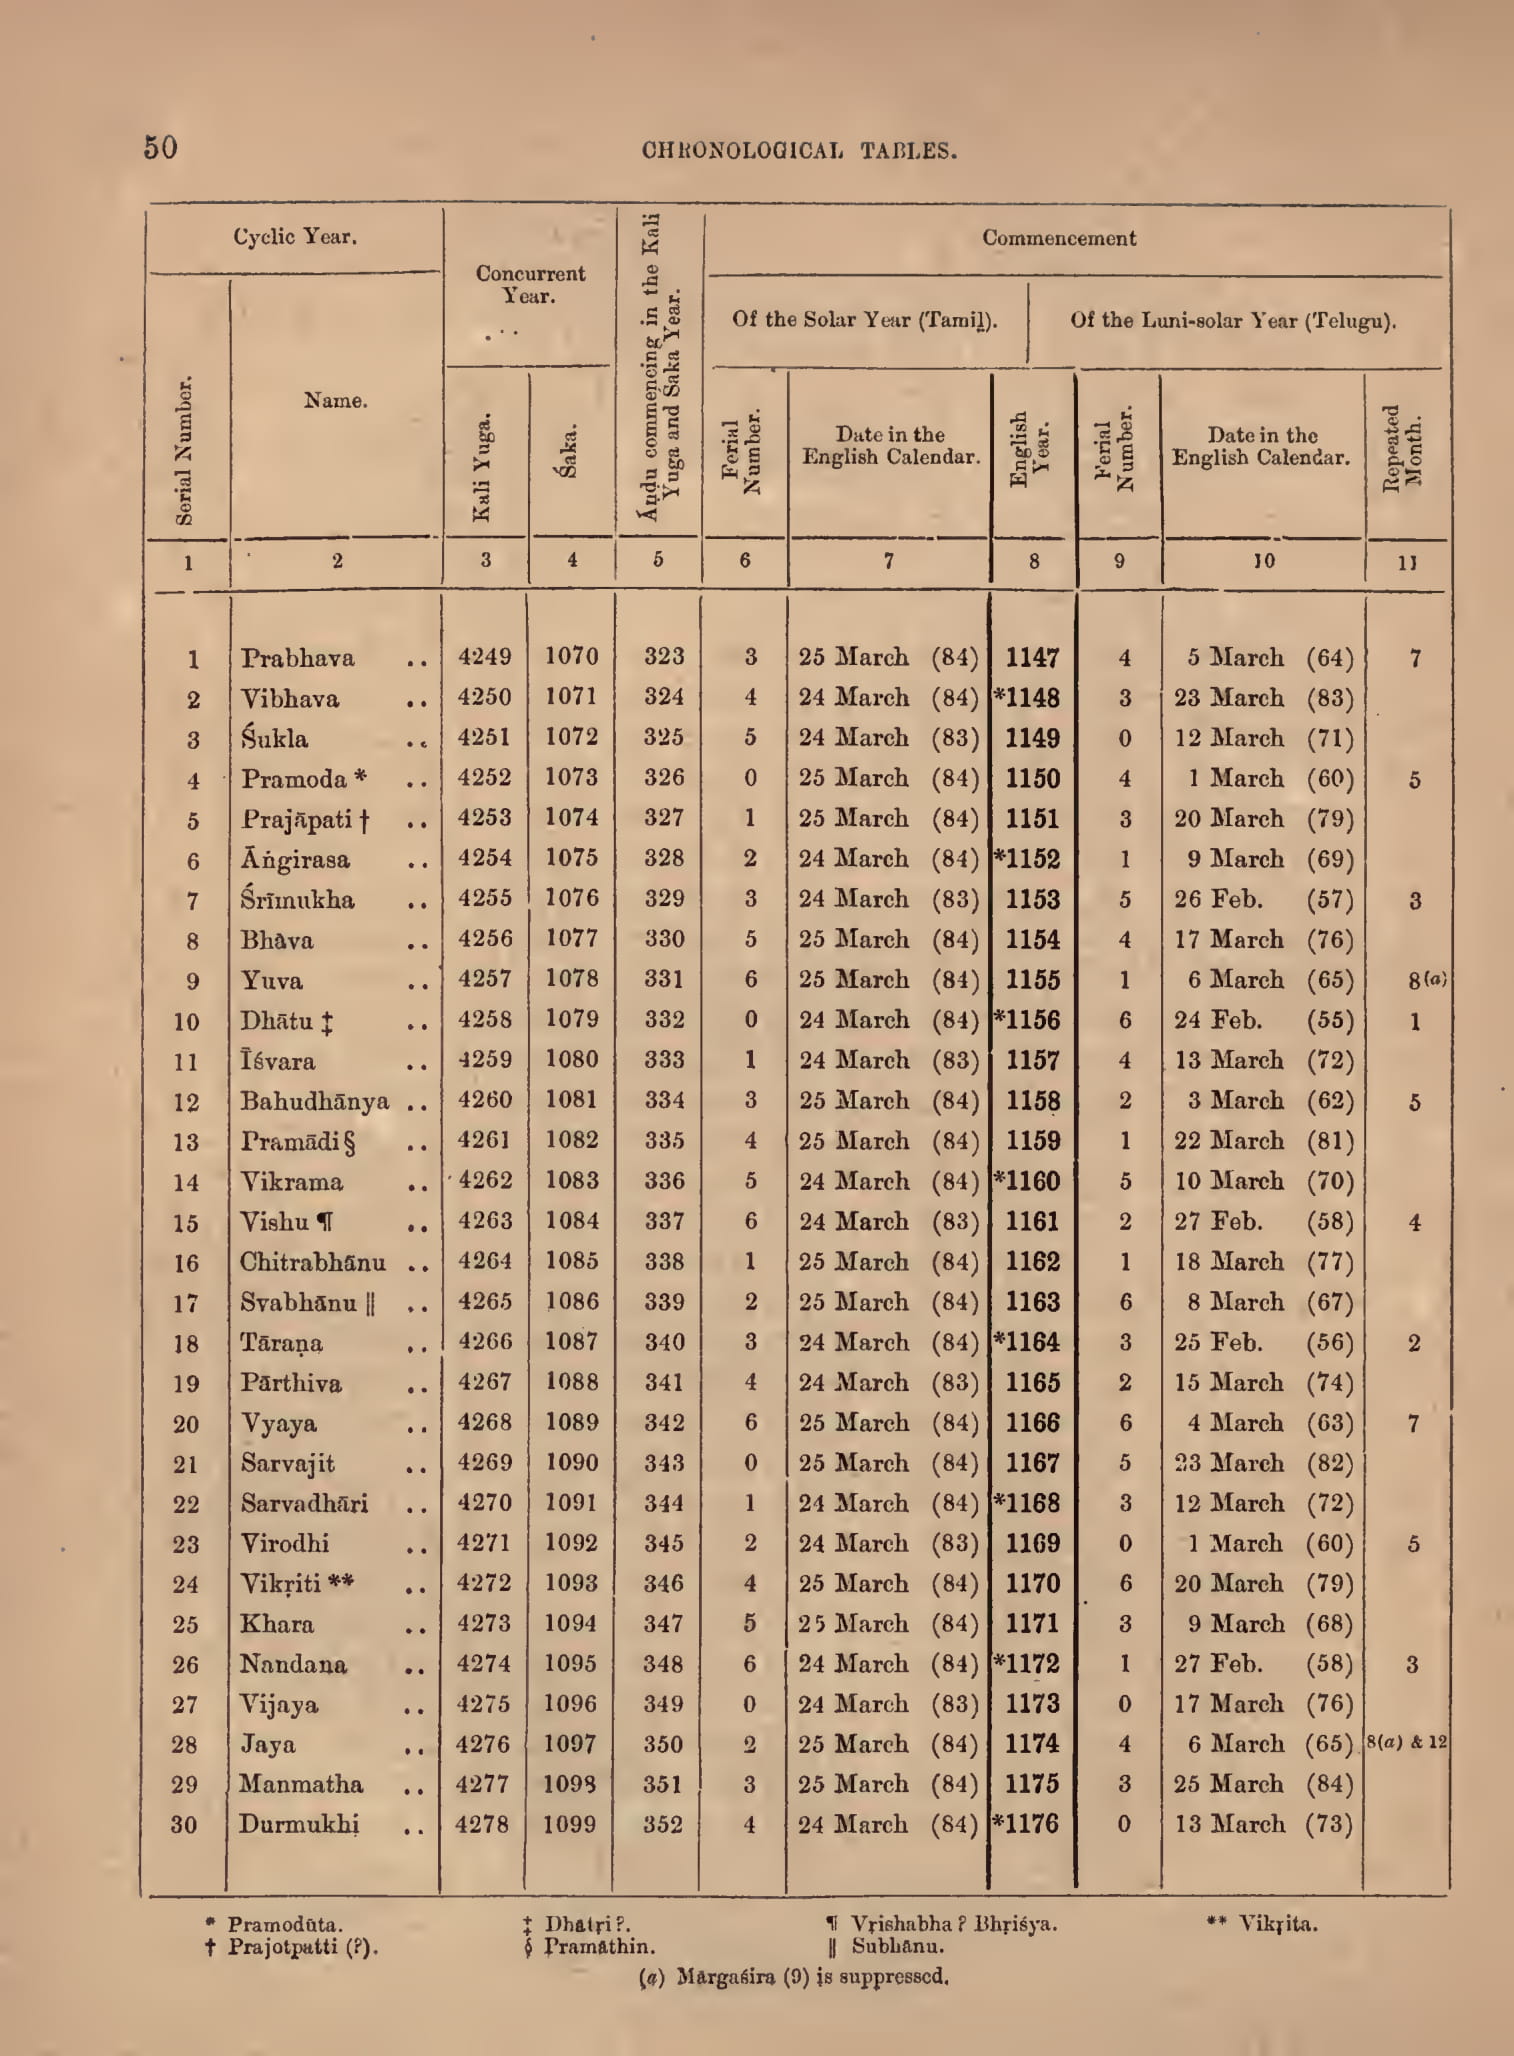 50
CHRONOLOGICAL TABLES.
Cyclic Year.
Concurrent Year.
Āṇḍu commencing in the Kali Yuga and Śaka Year.
Commencement
Of the Solar Year (Tamiḻ).
Of the Luni-solar Year (Telugu).
Serial Number.
Name.
Kali Yuga.
Śaka.
Ferial Number.
Date in the English Calendar.
English Year.
Ferial Number.
Date in the English Calendar.
Repeated Month.
1 2 3 4 5 6 7 8 9 10 11
1 Prabhava .. 4249 1070 323 3 25 March (84) 1147 4 5 March (64) 7
2 Vibhava .. 4250 1071 324 4 24 March (84) *1148 3 23 March (83)
3 Śukla .. 4251 1072 325 5 24 March (83) 1149 0 12 March (71)
4 Pramoda * .. 4252 1073 326 0 25 March (84) 1150 4 1 March (60) 5
5 Prajāpati † .. 4253 1074 327 1 25 March (84) 1151 3 20 March (79)
6 Āṅgirasa .. 4254 1075 328 2 24 March (84) *1152 1 9 March (69)
7 Śrīmukha .. 4255 1076 329 3 24 March (83) 1153 5 26 Feb. (57) 3
8 Bhāva .. 4256 1077 330 5 25 March (84) 1154 4 17 March (76)
9 Yuva .. 4257 1078 331 6 25 March (84) 1155 1 6 March (65) 8(a)
10 Dhātu ‡ .. 4258 1079 332 0 24 March (84) *1156 6 24 Feb. (55) 1
11 Īśvara .. 4259 1080 333 1 24 March (83) 1157 4 13 March (72)
12 Bahudhānya .. 4260 1081 334 3 25 March (84) 1158 2 3 March (62) 5
13 Pramādi § .. 4261 1082 335 4 25 March (84) 1159 1 22 March (81)
14 Vikrama .. 4262 1083 336 5 24 March (84) *1160 5 10 March (70)
15 Vishu ¶ .. 4263 1084 337 6 24 March (83) 1161 2 27 Feb. (58) 4
16 Chitrabhānu .. 4264 1085 338 1 25 March (84) 1162 1 18 March (77)
17 Svabhānu ‖ .. 4265 1086 339 2 25 March (84) 1163 6 8 March (67)
18 Tāraṇa .. 4266 1087 340 3 24 March (84) *1164 3 25 Feb. (56) 2
19 Pārthiva .. 4267 1088 341 4 24 March (83) 1165 2 15 March (74)
20 Vyaya .. 4268 1089 342 6 25 March (84) 1166 6 4 March (63) 7
21 Sarvajit .. 4269 1090 343 0 25 March (84) 1167 5 23 March (82)
22 Sarvadhāri .. 4270 1091 344 1 24 March (84) *1168 3 12 March (72)
23 Virodhi .. 4271 1092 345 2 24 March (83) 1169 0 1 March (60) 5
24 Vikṛiti ** .. 4272 1093 346 4 25 March (84) 1170 6 20 March (79)
25 Khara .. 4273 1094 347 5 25 March (84) 1171 3 9 March (68)
26 Nandana .. 4274 1095 348 6 24 March (84) *1172 1 27 Feb. (58) 3
27 Vijaya .. 4275 1096 349 0 24 March (83) 1173 0 17 March (76)
28 Jaya .. 4276 1097 350 2 25 March (84) 1174 4 6 March (65) 8(a) & 12
29 Manmatha .. 4277 1098 351 3 25 March (84) 1175 3 25 March (84)
30 Durmukhi .. 4278 1099 352 4 24 March (84) *1176 0 13 March (73)
* Pramodūta. ‡ Dhātṛi ?. ¶ Vṛishabha ? Bhṛiśya. ** Vikṛita.
† Prajotpatti (?). § Pramāthin. ‖ Subhānu.
(a) Mārgaśira (9) is suppressed.